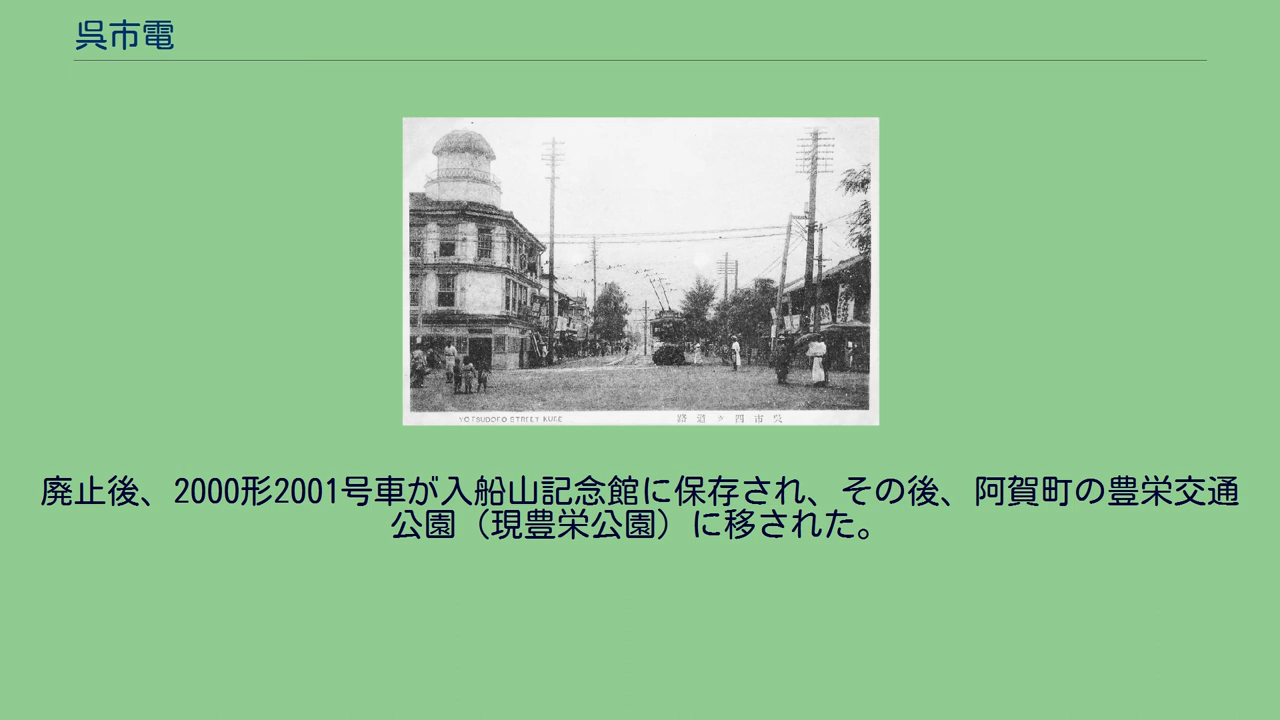 呉市電
YOTSUDORO STREET KURE
路道ッ四市呉
廃止後、2000形2001号車が入船山記念館に保存され、その後、阿賀町の豊栄交通
公園（現豊栄公園）に移された。